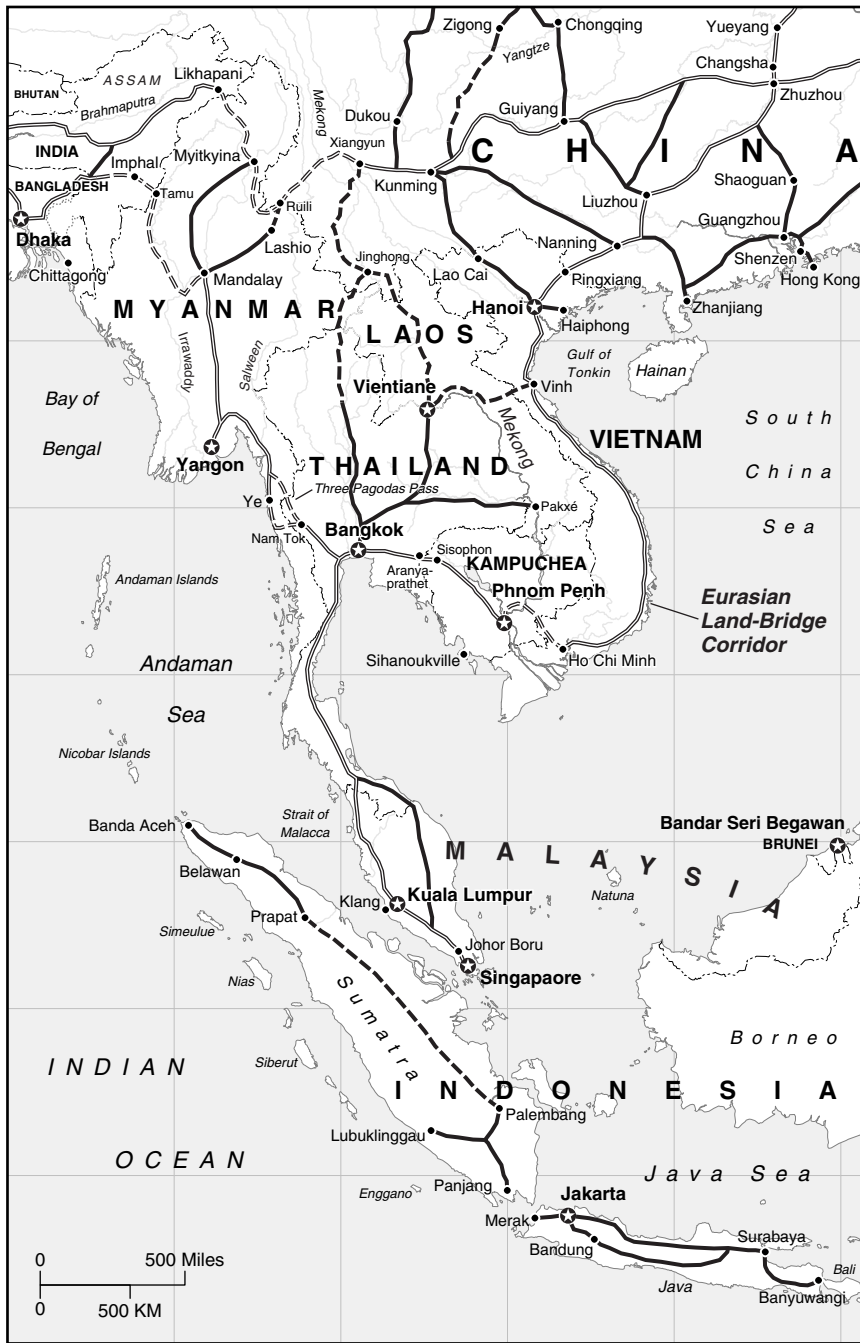 Zigong
Chongqing
Yueyang
Yangtze
Changsha
ASSAM
Likhapani
BHUTAN
Brahmaputra
Mekong
Dukou
Guiyang
Zhuzhou
INDIA
Imphal
Myitkyina
Xiangyun
CHINA
Kunming
BANGLADESH
Tamu
Ruili
Liuzhou
Shaoguan
Dhaka
Lashio
Nanning
Guangzhou
Chittagong
Mandalay
Jinghong
Lao Cai
Pingxiang
Shenzen
Hong Kong
MYANMAR
Hanoi
Haiphong
Zhanjiang
LAOS
Irrawaddy
Salween
Gulf of
Tonkin
Hainan
Bay of
Bengal
Vientiane
Vinh
Mekong
South
China
Sea
Yangon
THAILAND
VIETNAM
Three Pagodas Pass
Ye
Nam Tok
Bangkok
Pakxé
Sisophon
Aranya-
prathet
KAMPUCHEA
Phnom Penh
Andaman Islands
Eurasian
Land-Bridge
Corridor
Andaman
Sea
Sihanoukville
Ho Chi Minh
Nicobar Islands
Strait of
Malacca
Banda Aceh
Bandar Seri Begawan
BRUNEI
MALAYSIA
Belawan
Klang
Kuala Lumpur
Natuna
Prapat
Simeulue
Johor Boru
Singapaore
Nias
Sumatra
Borneo
INDIAN
OCEAN
Siberut
INDONESIA
Palembang
Lubuklinggau
Java Sea
Enggano
Panjang
Jakarta
Merak
Bandung
Surabaya
Java
Bali
Banyuwangi
0 500 Miles
0 500 KM